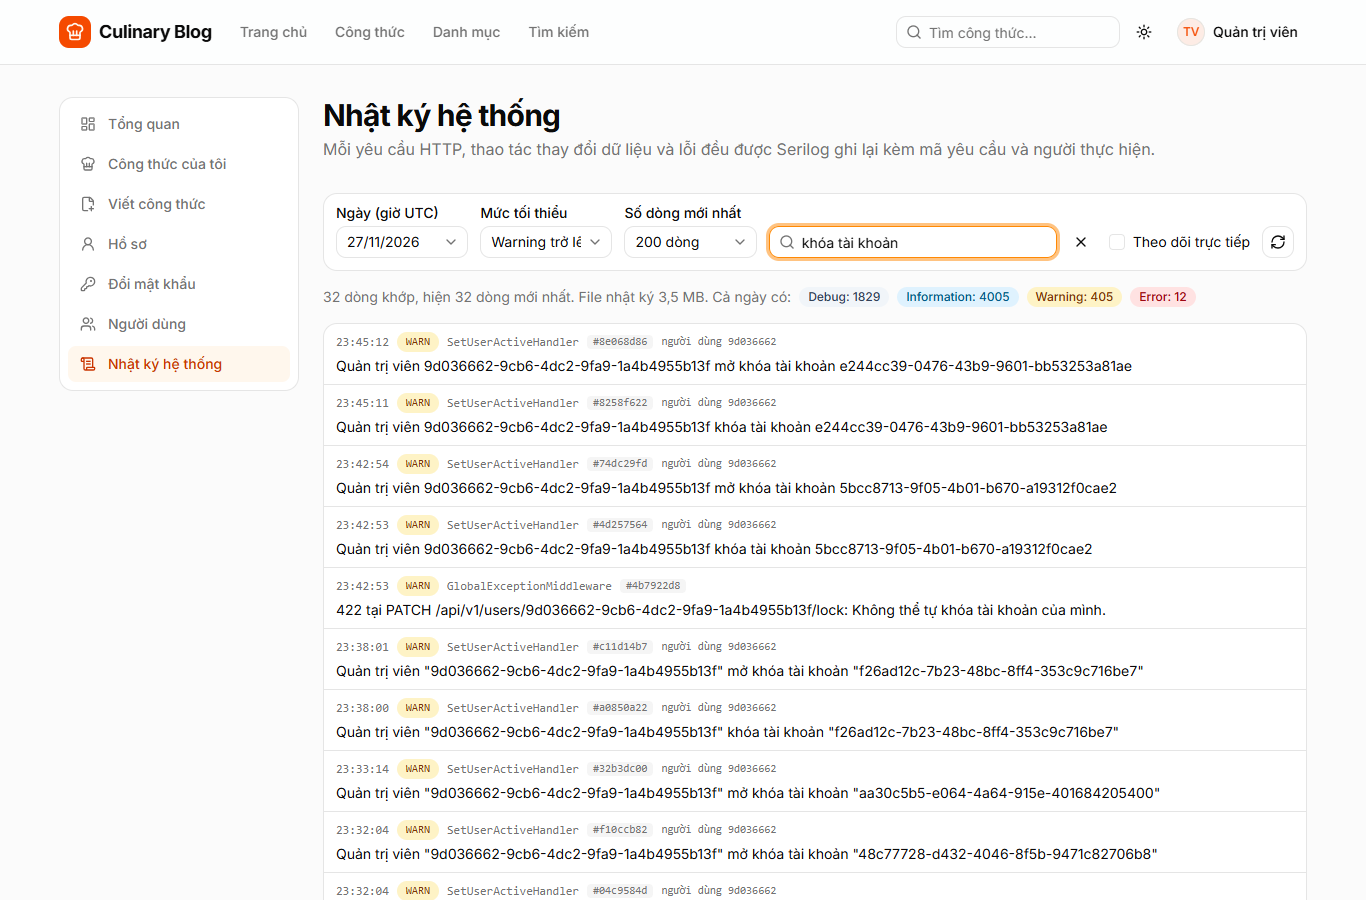 Culinary Blog Trang chủ Công thức Danh mục Tìm kiếm Tìm công thức... TV Quản trị viên
Tổng quan
Công thức của tôi
Viết công thức
Hồ sơ
Đổi mật khẩu
Người dùng
Nhật ký hệ thống
Nhật ký hệ thống
Mỗi yêu cầu HTTP, thao tác thay đổi dữ liệu và lỗi đều được Serilog ghi lại kèm mã yêu cầu và người thực hiện.
Ngày (giờ UTC) Mức tối thiểu Số dòng mới nhất
27/11/2026 Warning trở lê 200 dòng khóa tài khoản Theo dõi trực tiếp
32 dòng khớp, hiện 32 dòng mới nhất. File nhật ký 3,5 MB. Cả ngày có: Debug: 1829 Information: 4005 Warning: 405 Error: 12
23:45:12 WARN SetUserActiveHandler #8e068d86 người dùng 9d036662
Quản trị viên 9d036662-9cb6-4dc2-9fa9-1a4b4955b13f mở khóa tài khoản e244cc39-0476-43b9-9601-bb53253a81ae
23:45:11 WARN SetUserActiveHandler #8258f622 người dùng 9d036662
Quản trị viên 9d036662-9cb6-4dc2-9fa9-1a4b4955b13f khóa tài khoản e244cc39-0476-43b9-9601-bb53253a81ae
23:42:54 WARN SetUserActiveHandler #74dc29fd người dùng 9d036662
Quản trị viên 9d036662-9cb6-4dc2-9fa9-1a4b4955b13f mở khóa tài khoản 5bcc8713-9f05-4b01-b670-a19312f0cae2
23:42:53 WARN SetUserActiveHandler #4d257564 người dùng 9d036662
Quản trị viên 9d036662-9cb6-4dc2-9fa9-1a4b4955b13f khóa tài khoản 5bcc8713-9f05-4b01-b670-a19312f0cae2
23:42:53 WARN GlobalExceptionMiddleware #4b7922d8
422 tại PATCH /api/v1/users/9d036662-9cb6-4dc2-9fa9-1a4b4955b13f/lock: Không thể tự khóa tài khoản của mình.
23:38:01 WARN SetUserActiveHandler #c11d14b7 người dùng 9d036662
Quản trị viên "9d036662-9cb6-4dc2-9fa9-1a4b4955b13f" mở khóa tài khoản "f26ad12c-7b23-48bc-8ff4-353c9c716be7"
23:38:00 WARN SetUserActiveHandler #a0850a22 người dùng 9d036662
Quản trị viên "9d036662-9cb6-4dc2-9fa9-1a4b4955b13f" khóa tài khoản "f26ad12c-7b23-48bc-8ff4-353c9c716be7"
23:33:14 WARN SetUserActiveHandler #32b3dc00 người dùng 9d036662
Quản trị viên "9d036662-9cb6-4dc2-9fa9-1a4b4955b13f" mở khóa tài khoản "aa30c5b5-e064-4a64-915e-401684205400"
23:32:04 WARN SetUserActiveHandler #f10ccb82 người dùng 9d036662
Quản trị viên "9d036662-9cb6-4dc2-9fa9-1a4b4955b13f" mở khóa tài khoản "48c77728-d432-4046-8f5b-9471c82706b8"
23:32:04 WARN SetUserActiveHandler #04c9584d người dùng 9d036662